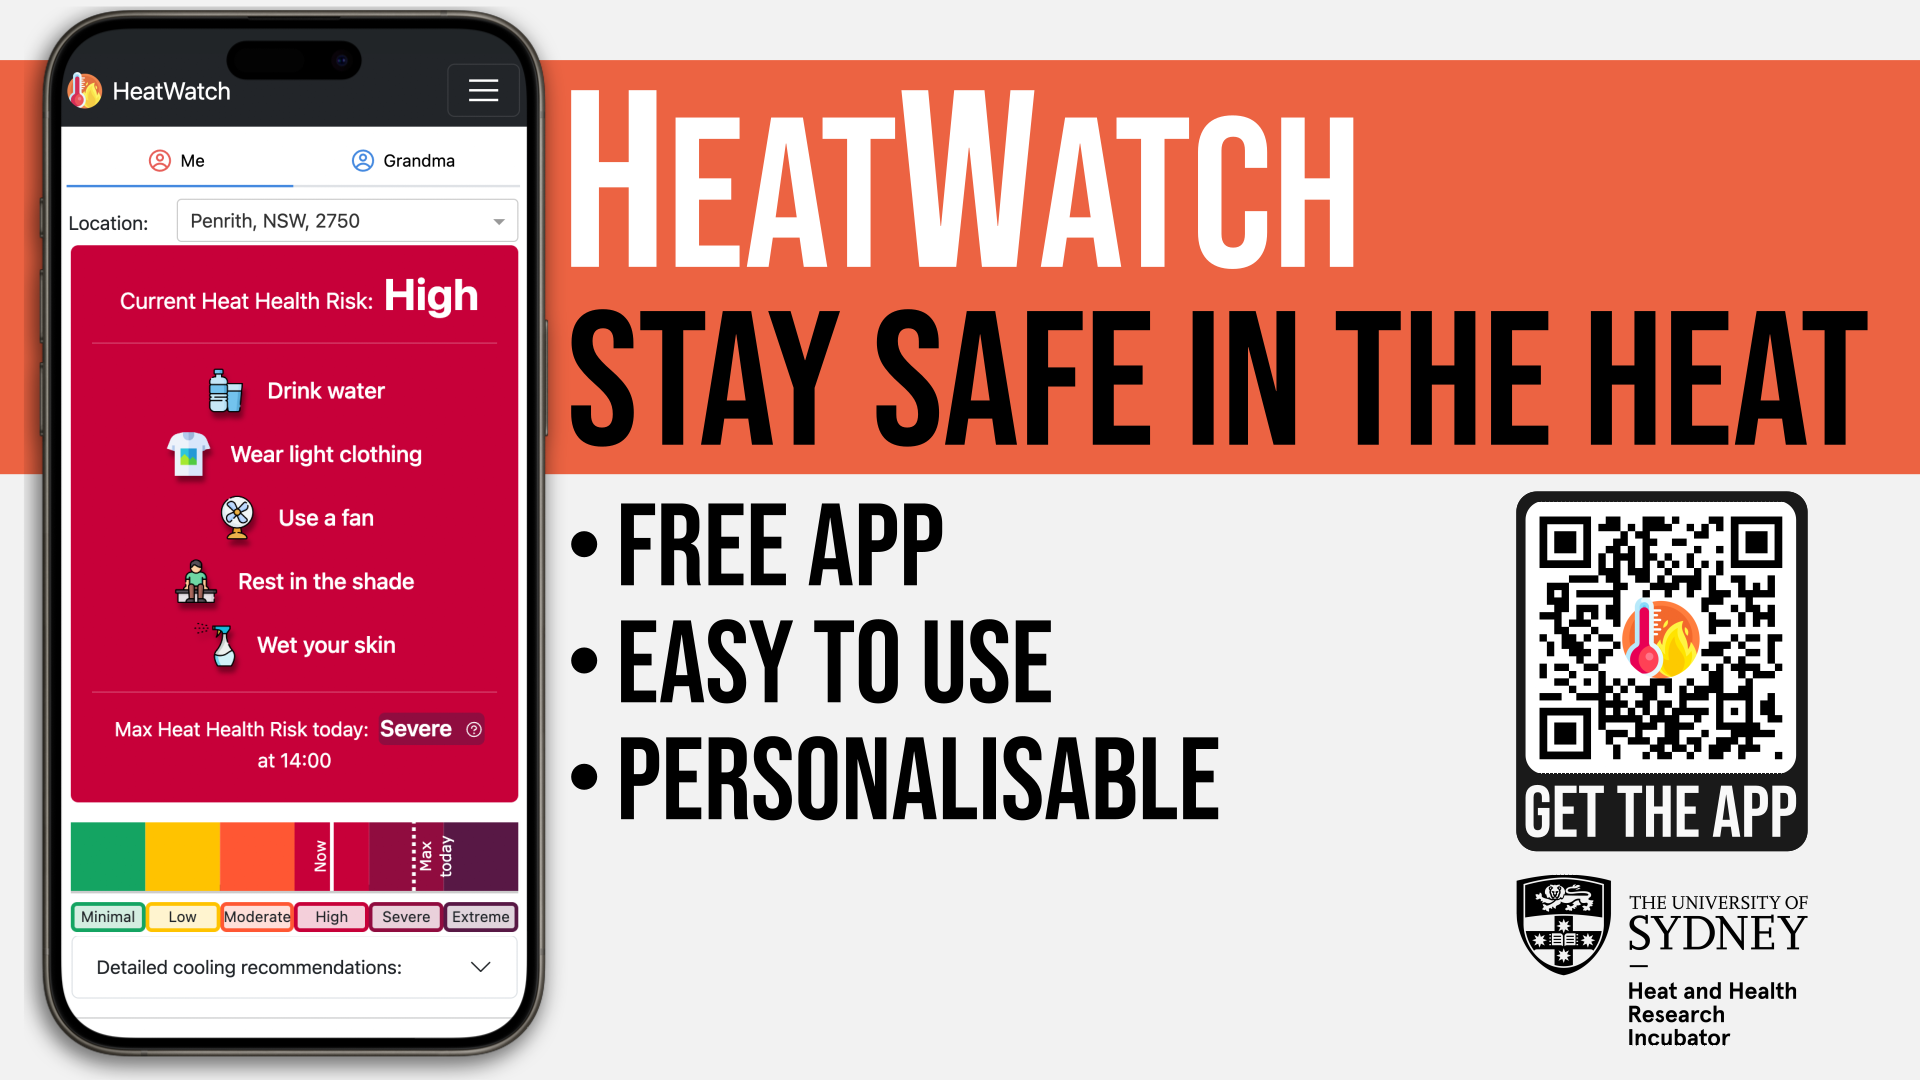 HeatWatch
Me
Grandma
Location:
Penrith, NSW, 2750
Current Heat Health Risk: High
Drink water
Wear light clothing
Use a fan
Rest in the shade
Wet your skin
Max Heat Health Risk today: Severe ?
at 14:00
Now
Max
today
Minimal Low Moderate High Severe Extreme
Detailed cooling recommendations:
HEATWATCH
STAY SAFE IN THE HEAT
• FREE APP
• EASY TO USE
• PERSONALISABLE
GET THE APP
THE UNIVERSITY OF
SYDNEY
—
Heat and Health
Research
Incubator